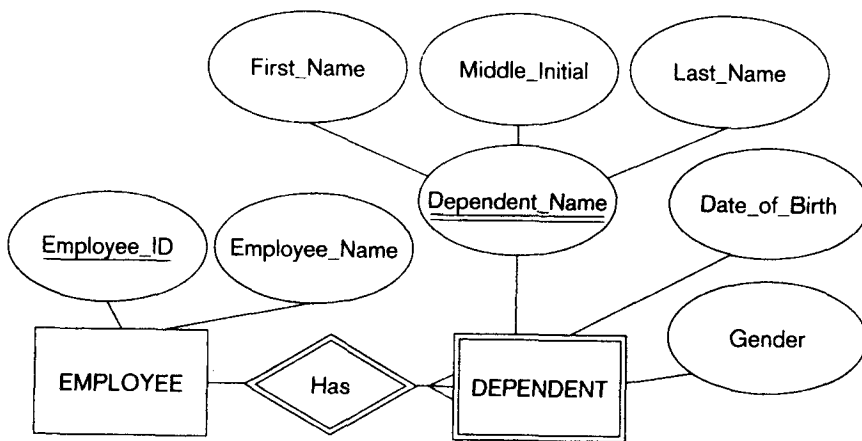 First_Name
Middle_Initial
Last_Name
Dependent_Name
Date_of_Birth
Employee_ID
Employee_Name
Gender
EMPLOYEE
Has
DEPENDENT